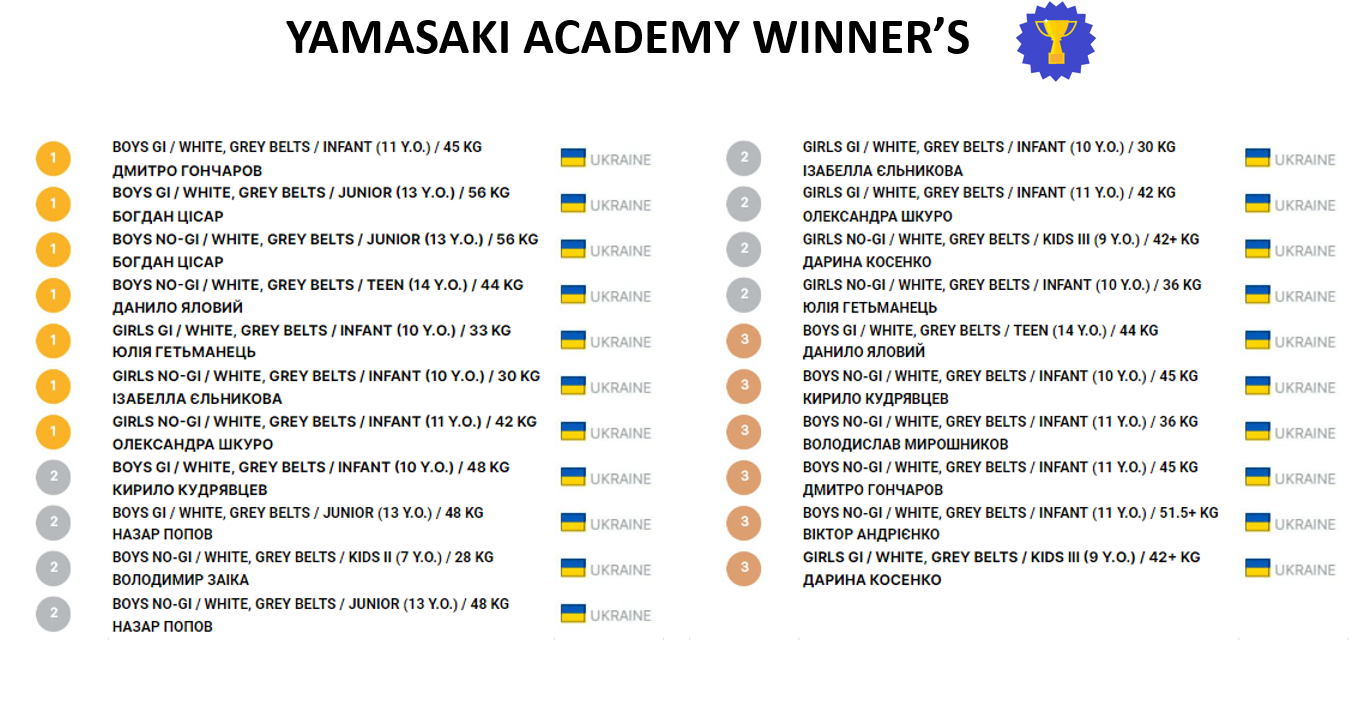 YAMASAKI ACADEMY WINNER’S
1
BOYS GI / WHITE, GREY BELTS / INFANT (11 Y.O.) / 45 KG
ДМИТРО ГОНЧАРОВ
UKRAINE
1
BOYS GI / WHITE, GREY BELTS / JUNIOR (13 Y.O.) / 56 KG
БОГДАН ЦІСАР
UKRAINE
1
BOYS NO-GI / WHITE, GREY BELTS / JUNIOR (13 Y.O.) / 56 KG
БОГДАН ЦІСАР
UKRAINE
1
BOYS NO-GI / WHITE, GREY BELTS / TEEN (14 Y.O.) / 44 KG
ДАНИЛО ЯЛОВИЙ
UKRAINE
1
GIRLS GI / WHITE, GREY BELTS / INFANT (10 Y.O.) / 33 KG
ЮЛІЯ ГЕТЬМАНЕЦЬ
UKRAINE
1
GIRLS NO-GI / WHITE, GREY BELTS / INFANT (10 Y.O.) / 30 KG
ІЗАБЕЛЛА ЄЛЬНИКОВА
UKRAINE
1
GIRLS NO-GI / WHITE, GREY BELTS / INFANT (11 Y.O.) / 42 KG
ОЛЕКСАНДРА ШКУРО
UKRAINE
2
BOYS GI / WHITE, GREY BELTS / INFANT (10 Y.O.) / 48 KG
КИРИЛО КУДРЯВЦЕВ
UKRAINE
2
BOYS GI / WHITE, GREY BELTS / JUNIOR (13 Y.O.) / 48 KG
НАЗАР ПОПОВ
UKRAINE
2
BOYS NO-GI / WHITE, GREY BELTS / KIDS II (7 Y.O.) / 28 KG
ВОЛОДИМИР ЗАІКА
UKRAINE
2
BOYS NO-GI / WHITE, GREY BELTS / JUNIOR (13 Y.O.) / 48 KG
НАЗАР ПОПОВ
UKRAINE
2
GIRLS GI / WHITE, GREY BELTS / INFANT (10 Y.O.) / 30 KG
ІЗАБЕЛЛА ЄЛЬНИКОВА
UKRAINE
2
GIRLS GI / WHITE, GREY BELTS / INFANT (11 Y.O.) / 42 KG
ОЛЕКСАНДРА ШКУРО
UKRAINE
2
GIRLS NO-GI / WHITE, GREY BELTS / KIDS III (9 Y.O.) / 42+ KG
ДАРИНА КОСЕНКО
UKRAINE
2
GIRLS NO-GI / WHITE, GREY BELTS / INFANT (10 Y.O.) / 36 KG
ЮЛІЯ ГЕТЬМАНЕЦЬ
UKRAINE
3
BOYS GI / WHITE, GREY BELTS / TEEN (14 Y.O.) / 44 KG
ДАНИЛО ЯЛОВИЙ
UKRAINE
3
BOYS NO-GI / WHITE, GREY BELTS / INFANT (10 Y.O.) / 45 KG
КИРИЛО КУДРЯВЦЕВ
UKRAINE
3
BOYS NO-GI / WHITE, GREY BELTS / INFANT (11 Y.O.) / 36 KG
ВОЛОДИСЛАВ МИРОШНИКОВ
UKRAINE
3
BOYS NO-GI / WHITE, GREY BELTS / INFANT (11 Y.O.) / 45 KG
ДМИТРО ГОНЧАРОВ
UKRAINE
3
BOYS NO-GI / WHITE, GREY BELTS / INFANT (11 Y.O.) / 51.5+ KG
ВІКТОР АНДРІЄНКО
UKRAINE
3
GIRLS GI / WHITE, GREY BELTS / KIDS III (9 Y.O.) / 42+ KG
ДАРИНА КОСЕНКО
UKRAINE